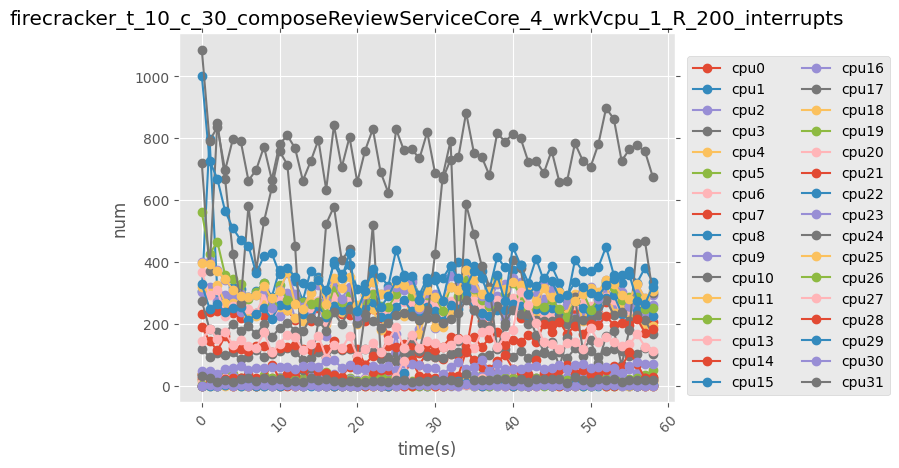 firecracker_t_10_c_30_composeReviewServiceCore_4_wrkVcpu_1_R_200_interrupts
1000
800
600
400
200
0
num
0
10
20
30
40
50
60
time(s)
cpu0
cpu1
cpu2
cpu3
cpu4
cpu5
cpu6
cpu7
cpu8
cpu9
cpu10
cpu11
cpu12
cpu13
cpu14
cpu15
cpu16
cpu17
cpu18
cpu19
cpu20
cpu21
cpu22
cpu23
cpu24
cpu25
cpu26
cpu27
cpu28
cpu29
cpu30
cpu31